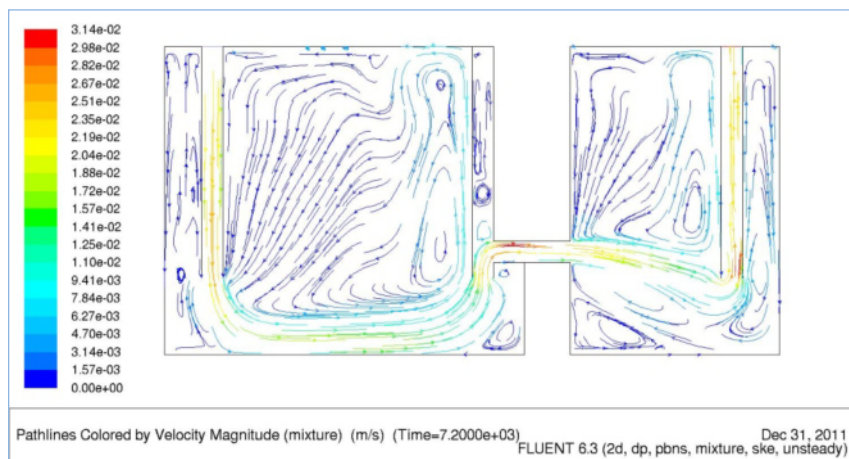 3.14e-02
2.98e-02
2.82e-02
2.67e-02
2.51e-02
2.35e-02
2.19e-02
2.04e-02
1.88e-02
1.72e-02
1.57e-02
1.41e-02
1.25e-02
1.10e-02
9.41e-03
7.84e-03
6.27e-03
4.70e-03
3.14e-03
1.57e-03
0.00e+00
Pathlines Colored by Velocity Magnitude (mixture) (m/s) (Time=7.2000e+03)
Dec 31, 2011
FLUENT 6.3 (2d, dp, pbns, mixture, ske, unsteady)